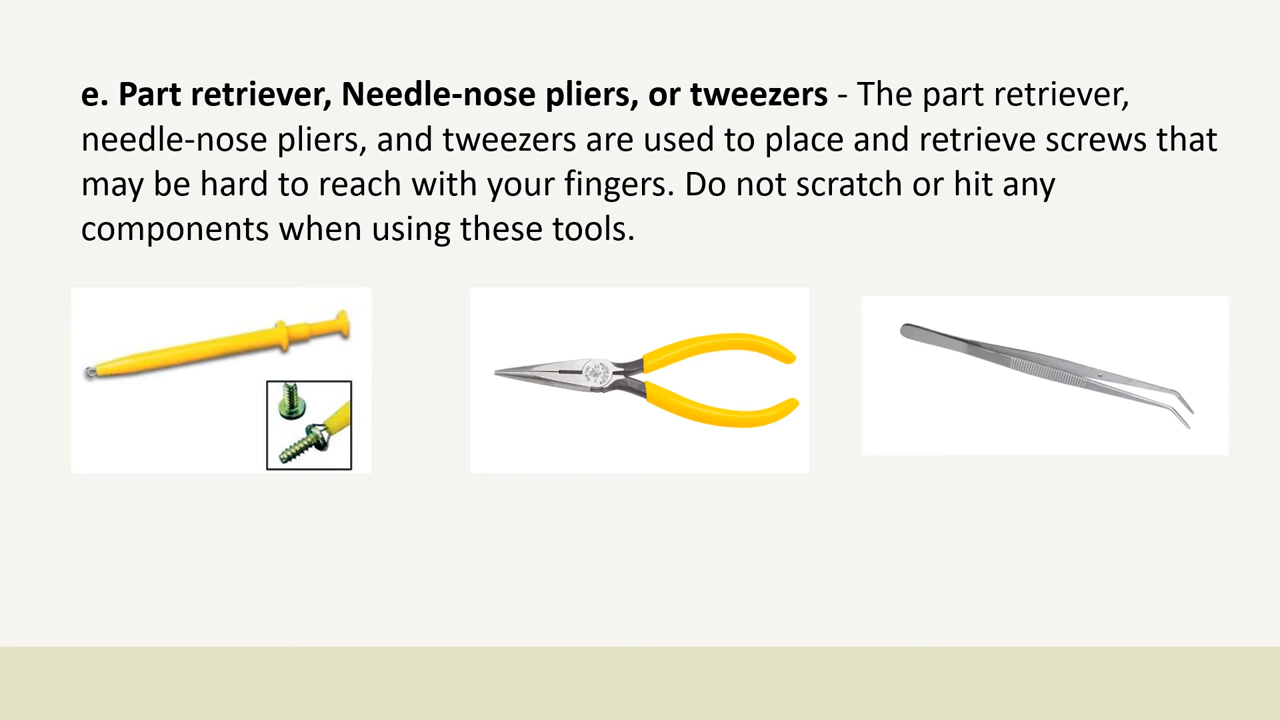 e. Part retriever, Needle-nose pliers, or tweezers - The part retriever,
needle-nose pliers, and tweezers are used to place and retrieve screws that
may be hard to reach with your fingers. Do not scratch or hit any
components when using these tools.